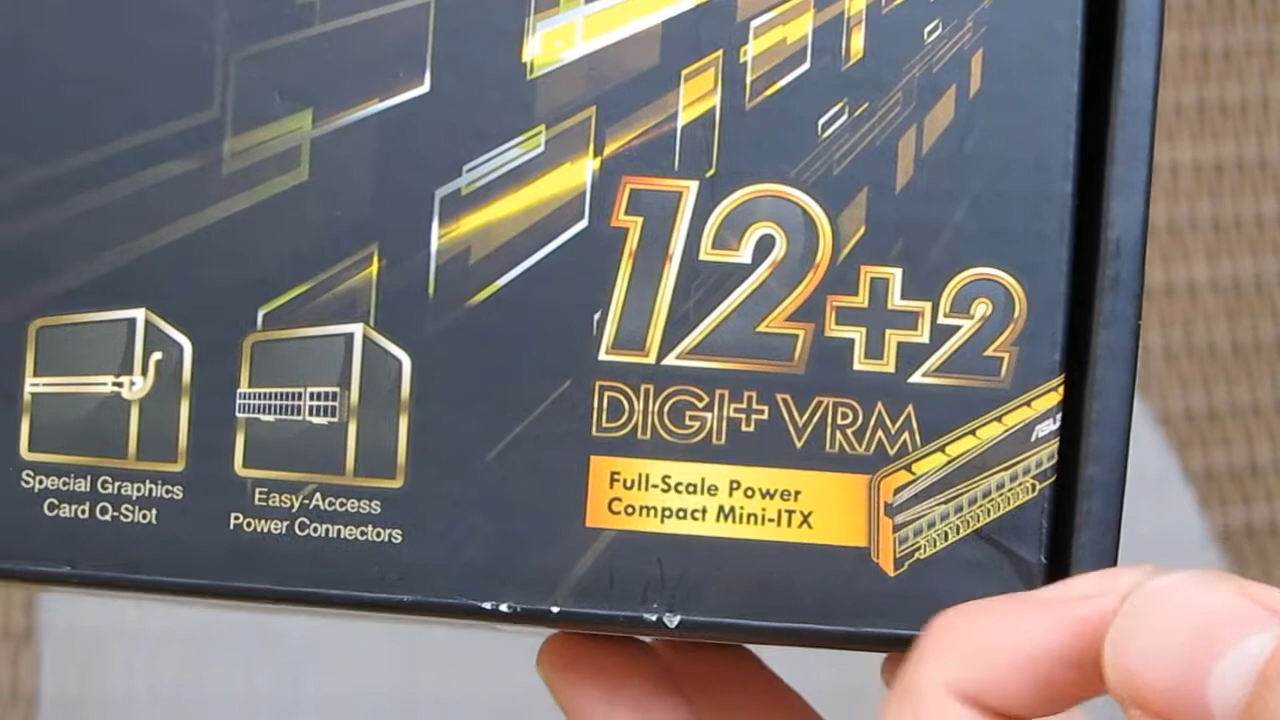 12+2
DIGI+ VRM
ASUS
Full-Scale Power
Compact Mini-ITX
Special Graphics
Card Q-Slot
Easy-Access
Power Connectors